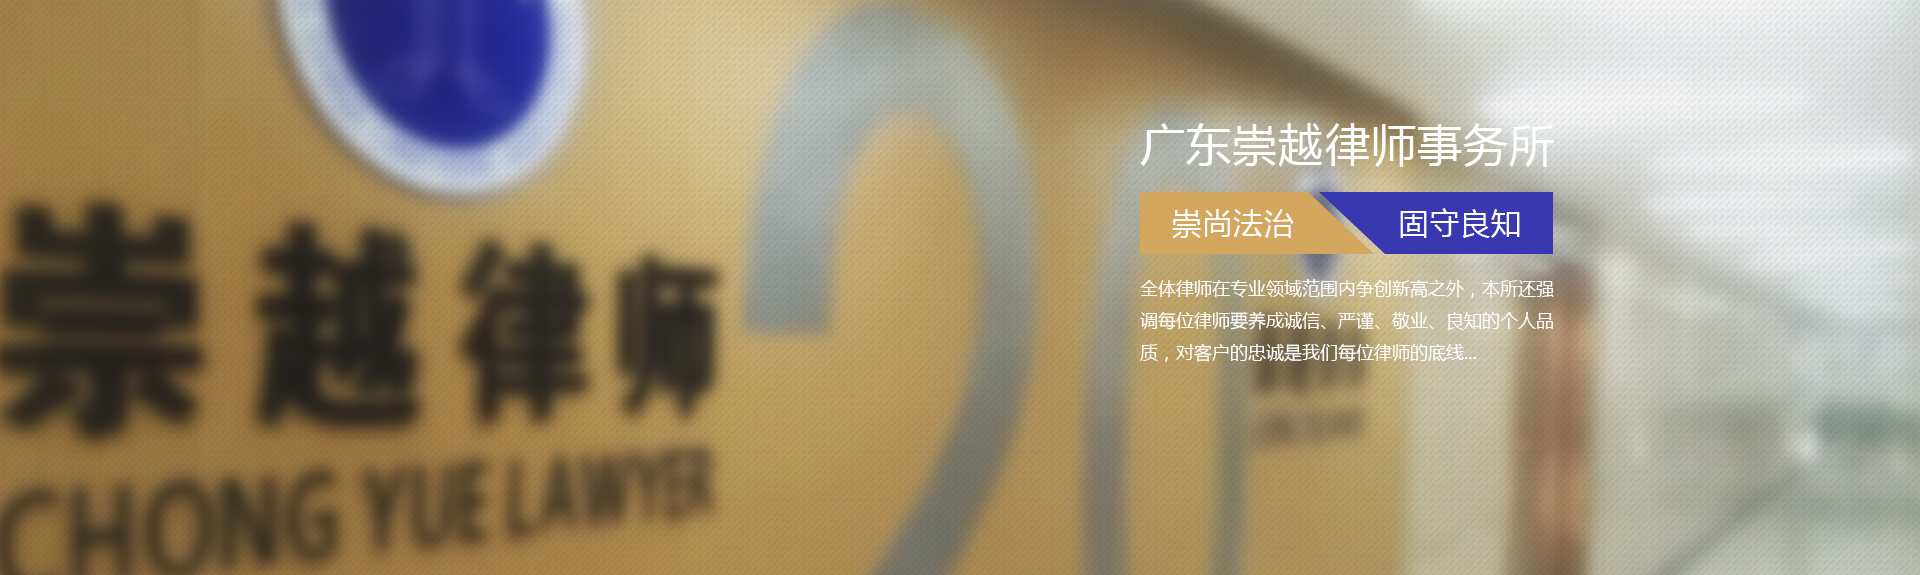 崇越律师
CHONG YUE LAWYER
20
广东崇越律师事务所
崇尚法治
固守良知
全体律师在专业领域范围内争创新高之外，本所还强
调每位律师要养成诚信、严谨、敬业、良知的个人品
质，对客户的忠诚是我们每位律师的底线...